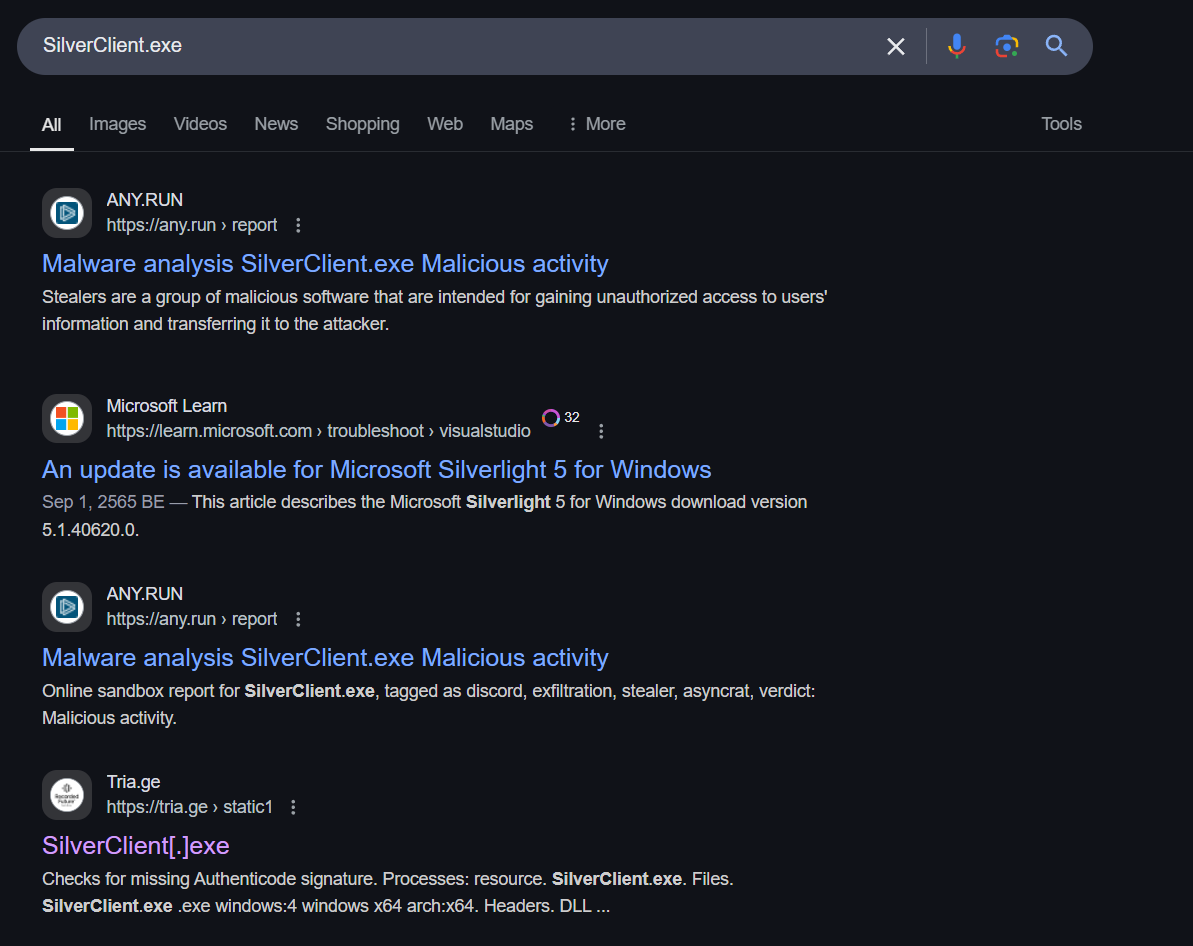 SilverClient.exe
All Images Videos News Shopping Web Maps More Tools
ANY.RUN
https://any.run › report
Malware analysis SilverClient.exe Malicious activity
Stealers are a group of malicious software that are intended for gaining unauthorized access to users'
information and transferring it to the attacker.
Microsoft Learn
https://learn.microsoft.com › troubleshoot › visualstudio 32
An update is available for Microsoft Silverlight 5 for Windows
Sep 1, 2565 BE — This article describes the Microsoft Silverlight 5 for Windows download version
5.1.40620.0.
ANY.RUN
https://any.run › report
Malware analysis SilverClient.exe Malicious activity
Online sandbox report for SilverClient.exe, tagged as discord, exfiltration, stealer, asyncrat, verdict:
Malicious activity.
Recorded
Future
Tria.ge
https://tria.ge › static1
SilverClient[.]exe
Checks for missing Authenticode signature. Processes: resource. SilverClient.exe. Files.
SilverClient.exe .exe windows:4 windows x64 arch:x64. Headers. DLL ...